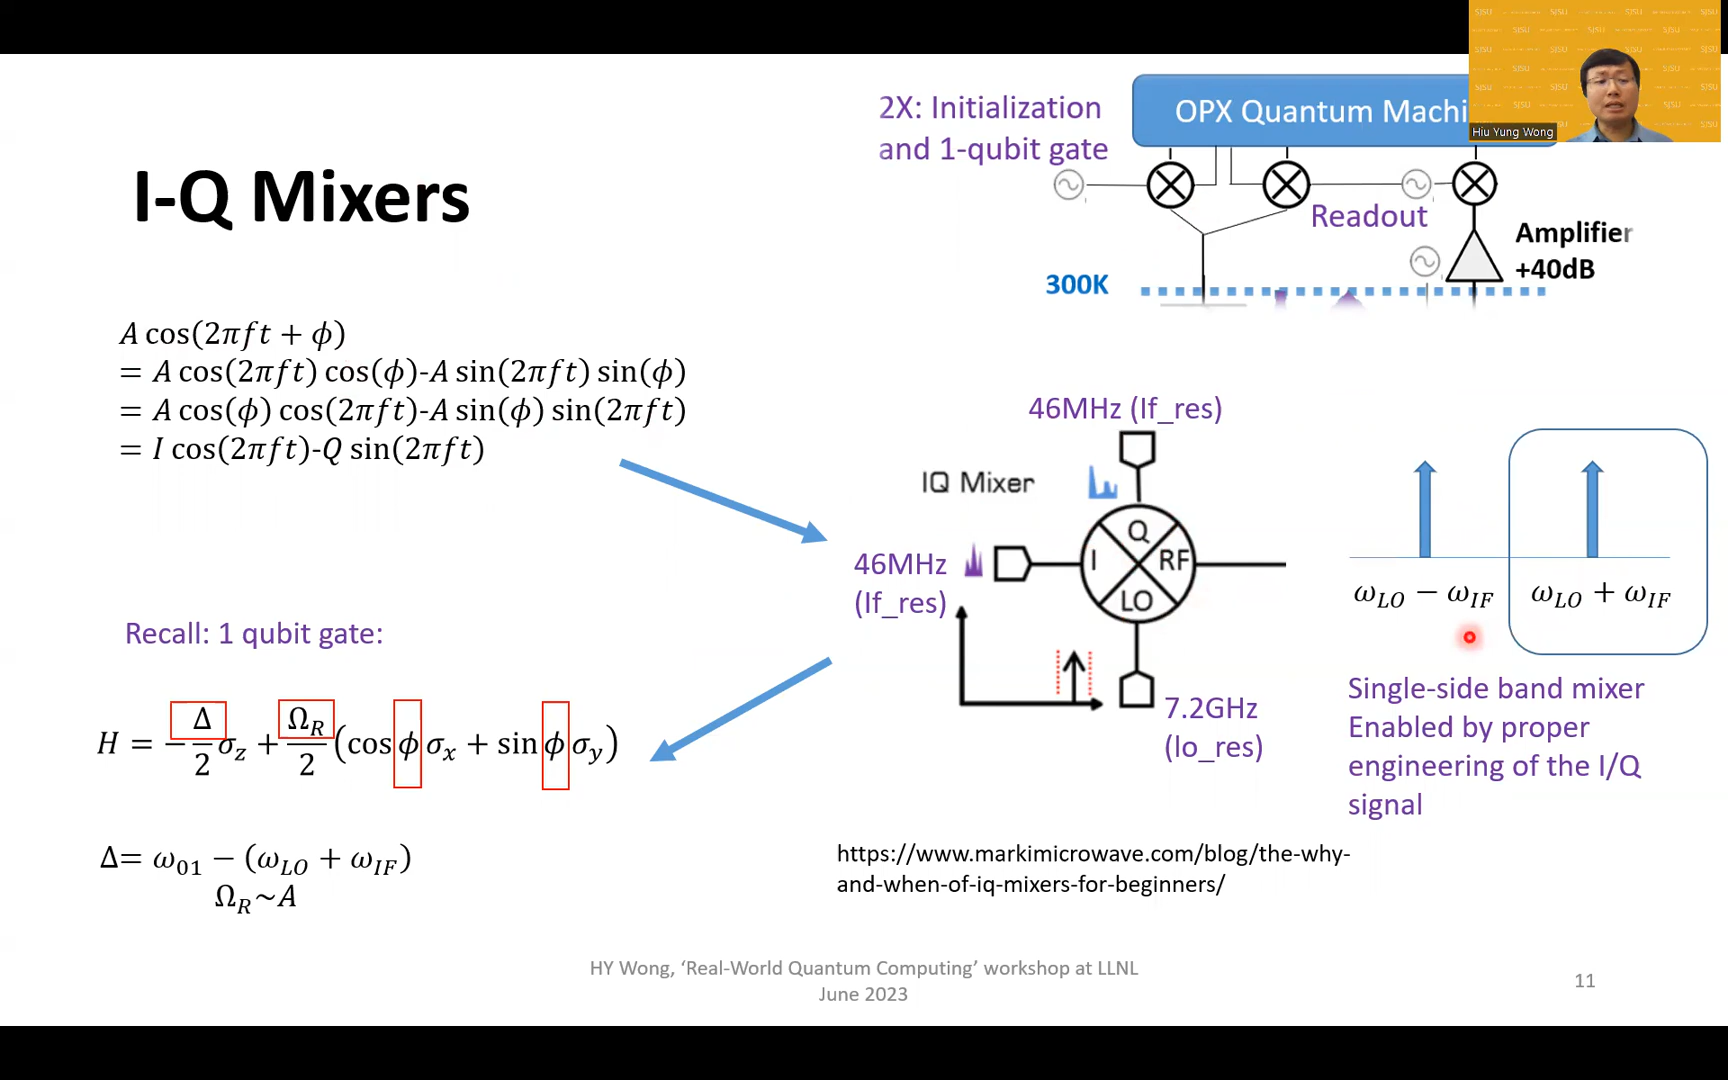 I-Q Mixers
2X: Initialization
and 1-qubit gate
OPX Quantum Machi
Hiu Yung Wong
Readout
Amplifier
+40dB
300K
A cos(2πft + ϕ)
= A cos(2πft) cos(ϕ)-A sin(2πft) sin(ϕ)
= A cos(ϕ) cos(2πft)-A sin(ϕ) sin(2πft)
= I cos(2πft)-Q sin(2πft)
46MHz (If_res)
IQ Mixer
Q
I RF
LO
46MHz
(If_res)
7.2GHz
(lo_res)
ω_LO − ω_IF
ω_LO + ω_IF
Single-side band mixer
Enabled by proper
engineering of the I/Q
signal
Recall: 1 qubit gate:
H = −Δ/2 σ_z + Ω_R/2 (cos ϕ σ_x + sin ϕ σ_y)
Δ= ω_01 − (ω_LO + ω_IF)
Ω_R~A
https://www.markimicrowave.com/blog/the-why-
and-when-of-iq-mixers-for-beginners/
HY Wong, ‘Real-World Quantum Computing’ workshop at LLNL
June 2023
11